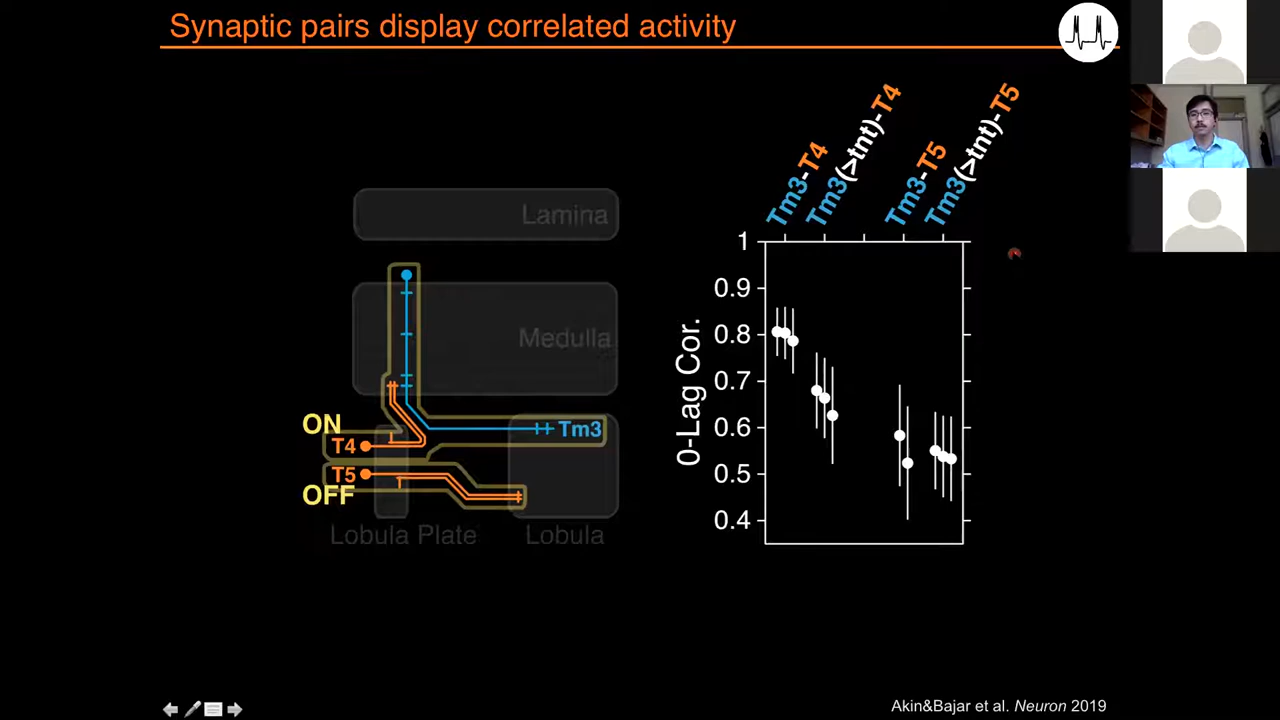 Synaptic pairs display correlated activity
Tm3-T4
Tm3(>tnt)-T4
Tm3-T5
Tm3(>tnt)-T5
Lamina
Medulla
ON
T4
Tm3
T5
OFF
Lobula Plate
Lobula
0-Lag Cor.
1
0.9
0.8
0.7
0.6
0.5
0.4
Akin&Bajar et al. Neuron 2019